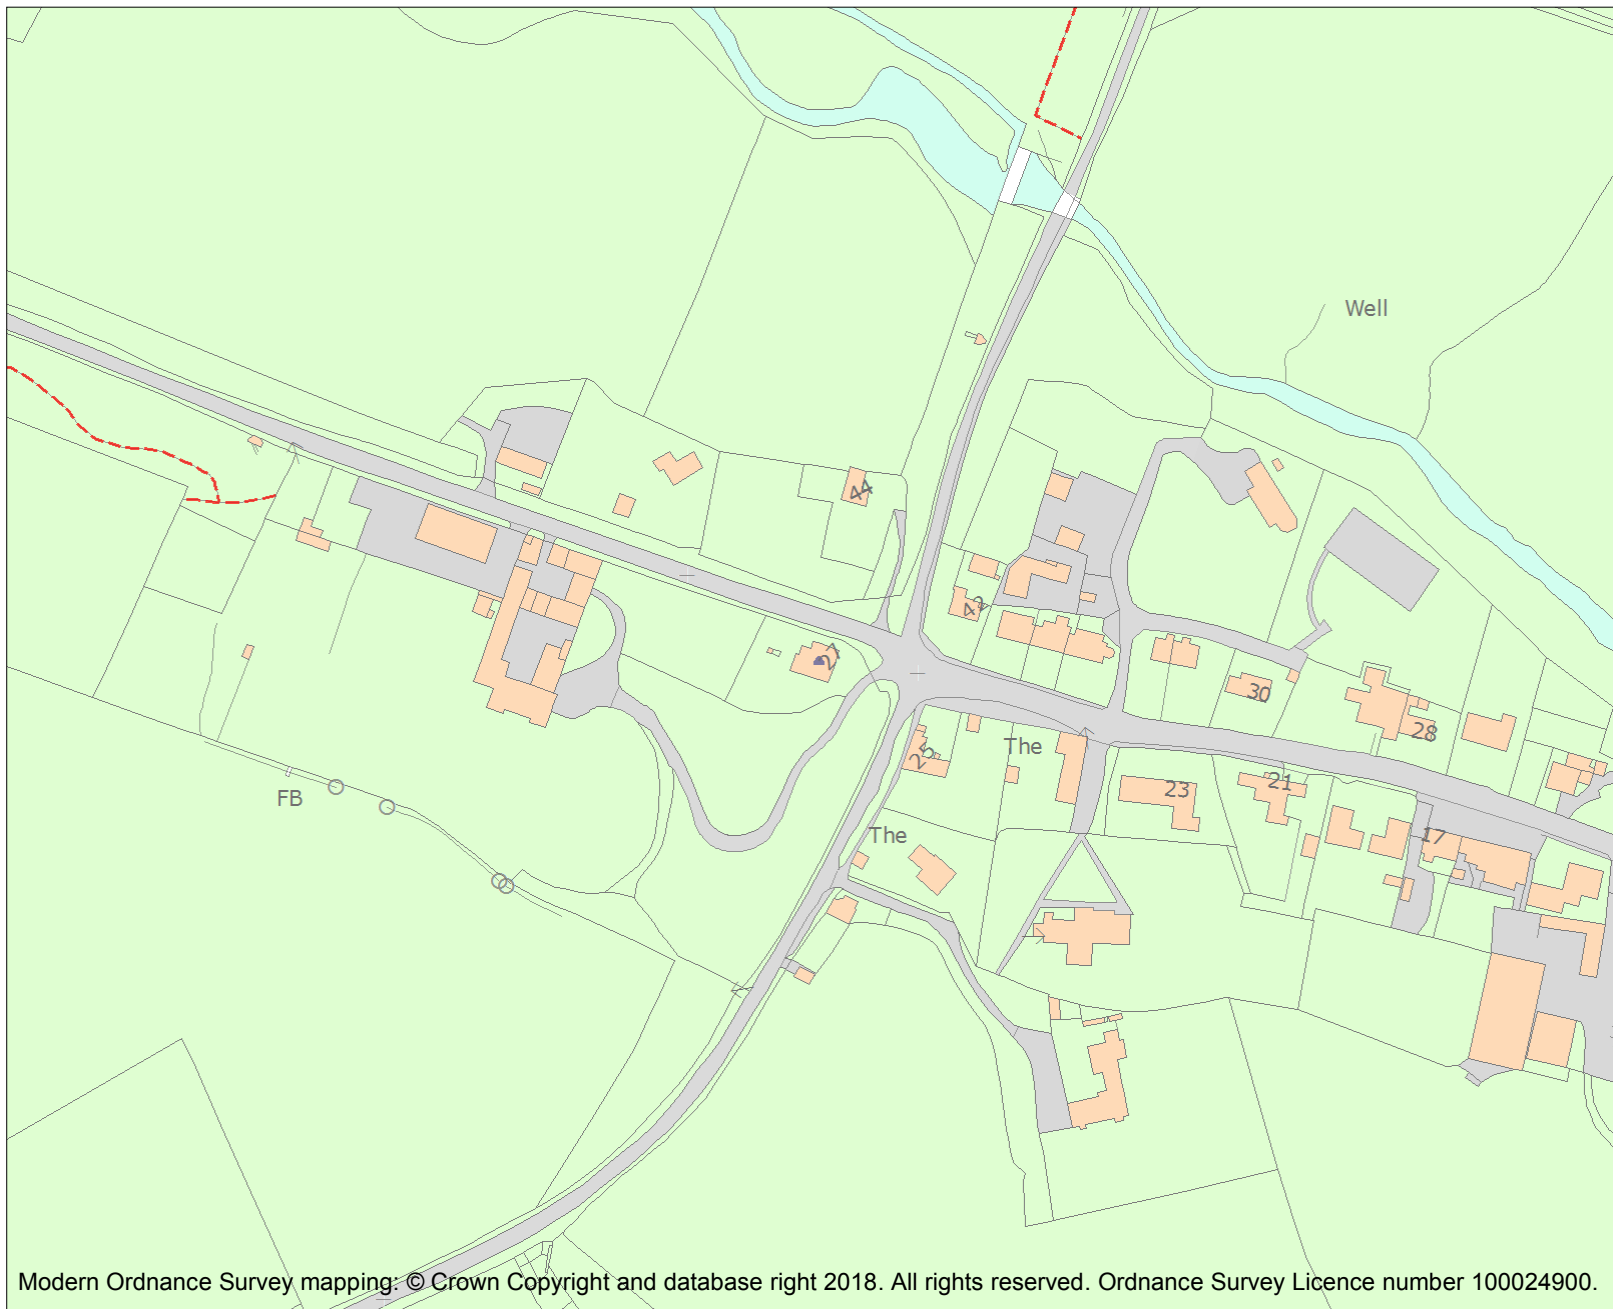 Well
44
42
27
30
28
The
25
23
21
FB
17
The
Modern Ordnance Survey mapping: © Crown Copyright and database right 2018. All rights reserved. Ordnance Survey Licence number 100024900.